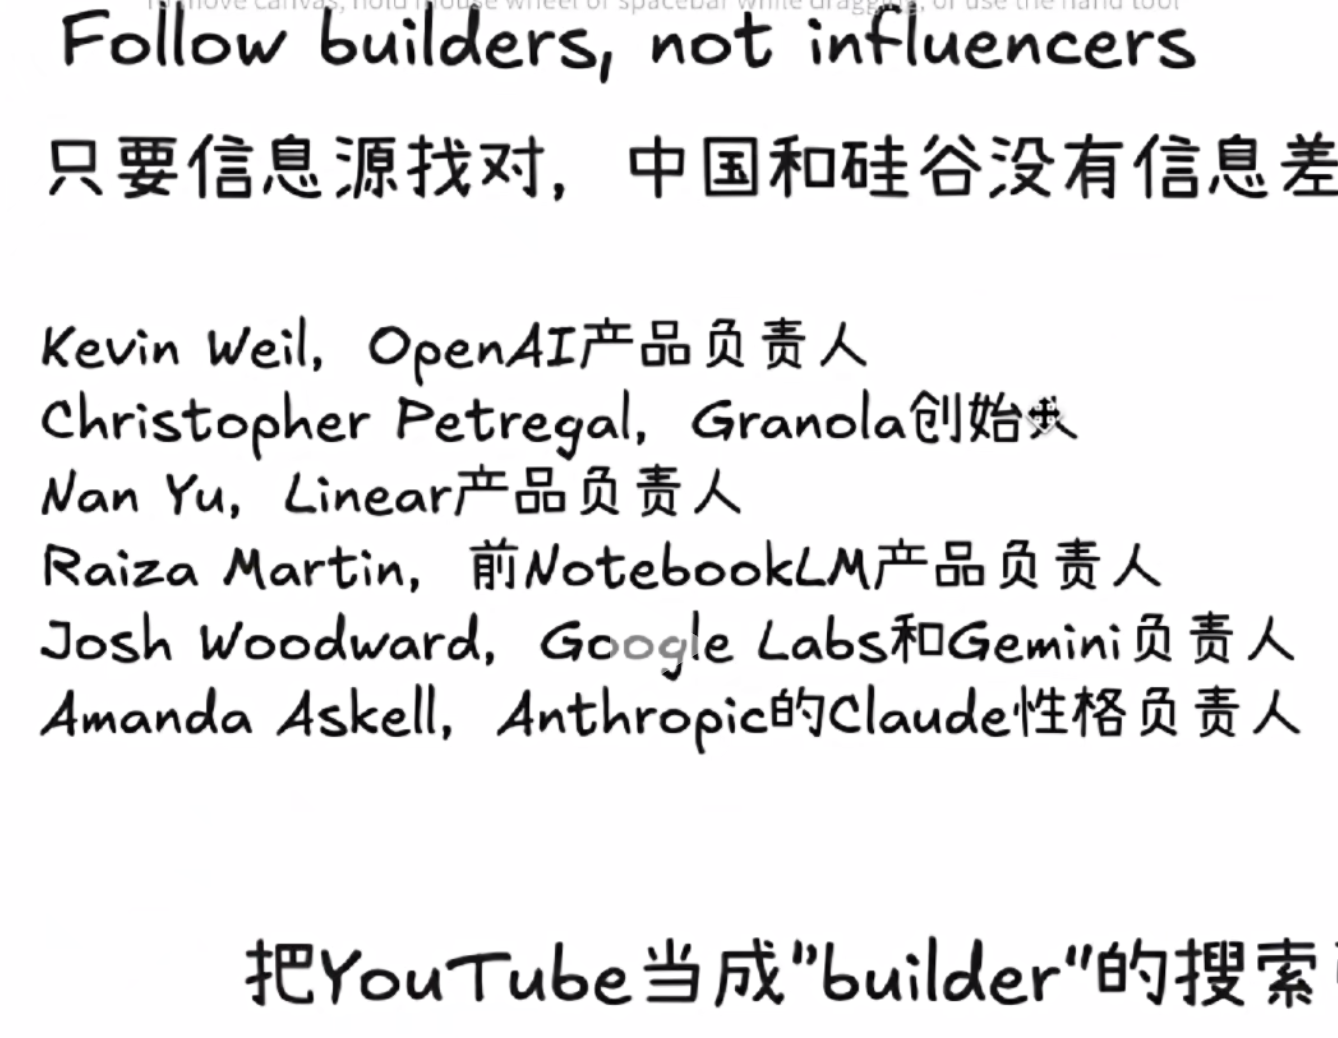 To move canvas, hold mouse wheel or spacebar while dragging, or use the hand tool
Follow builders, not influencers
只要信息源找对，中国和硅谷没有信息差
Kevin Weil, OpenAI产品负责人
Christopher Petregal, Granola创始人
Nan Yu, Linear产品负责人
Raiza Martin, 前NotebookLM产品负责人
Josh Woodward, Google Labs和Gemini负责人
Amanda Askell, Anthropic的Claude性格负责人
把YouTube当成"builder"的搜索